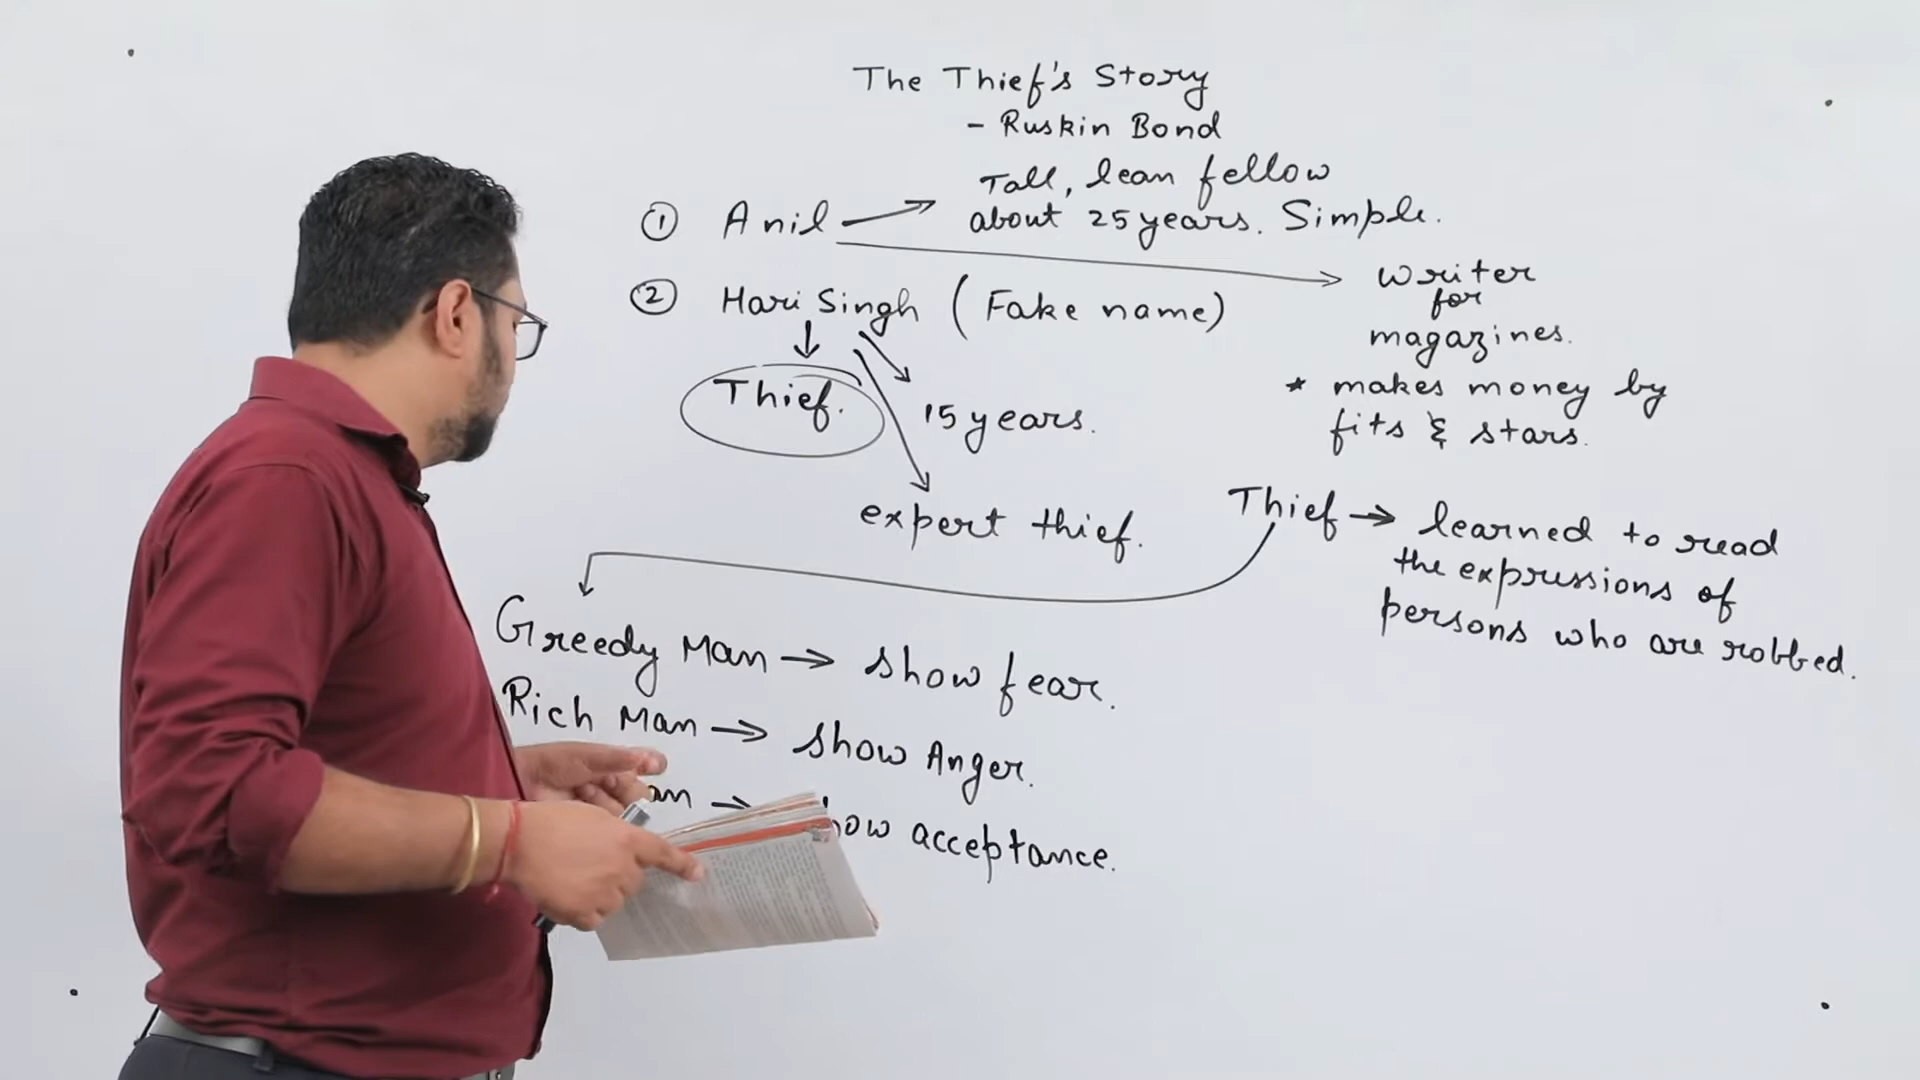 The Thief's Story
- Ruskin Bond
① Anil → Tall, lean fellow
about 25 years. Simple.
writer
for
magazines.
* makes money by
fits & stars.
② Hari Singh (Fake name)
Thief.
15 years.
expert thief.
Thief → learned to read
the expressions of
persons who are robbed.
Greedy Man → show fear.
Rich Man → show Anger.
→ acceptance.